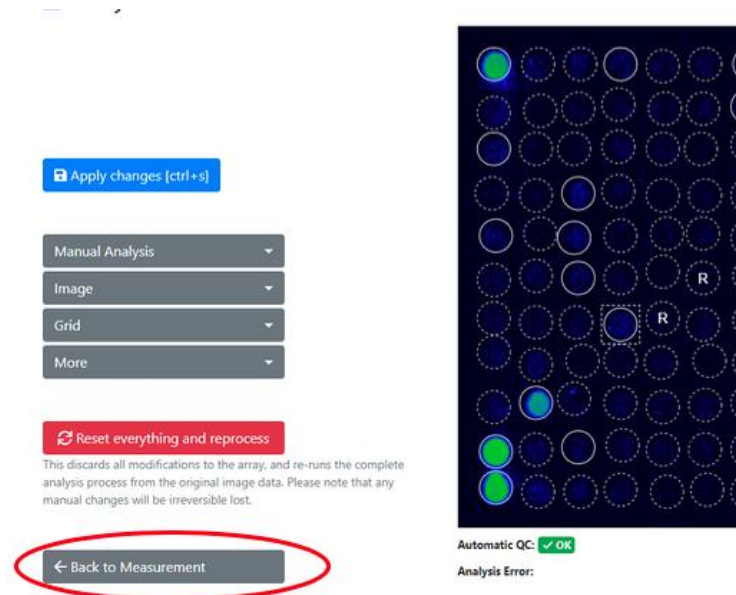 Apply changes [ctrl+s]
Manual Analysis
Image
Grid
More
Reset everything and reprocess
This discards all modifications to the array, and re-runs the complete
analysis process from the original image data. Please note that any
manual changes will be irreversible lost.
← Back to Measurement
R
R
Automatic QC: ✓ OK
Analysis Error: